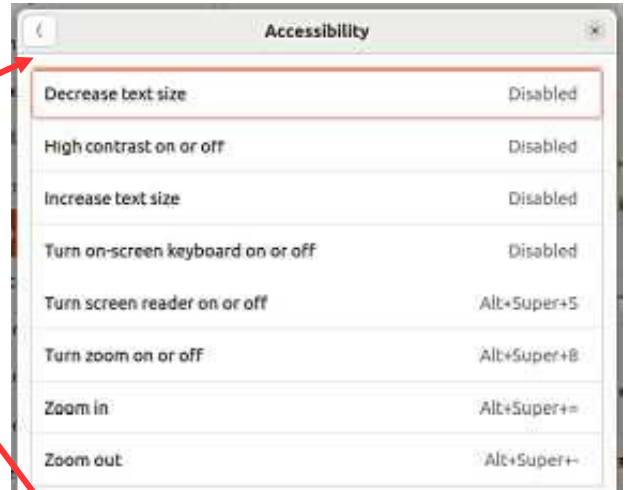 Accessibility
Decrease text size Disabled
High contrast on or off Disabled
Increase text size Disabled
Turn on-screen keyboard on or off Disabled
Turn screen reader on or off Alt+Super+S
Turn zoom on or off Alt+Super+8
Zoom in Alt+Super+=
Zoom out Alt+Super+-